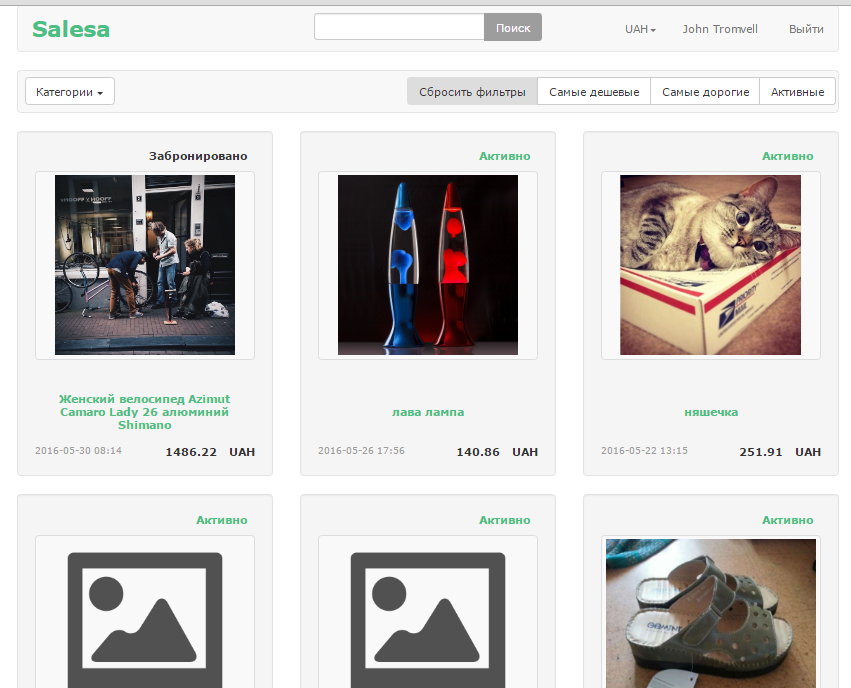 Salesa
Поиск
UAH
John Tromvell
Выйти
Категории
Сбросить фильтры
Самые дешевые
Самые дорогие
Активные
Забронировано
Активно
Активно
PRIORITY
MAIL
Женский велосипед Azimut
Camaro Lady 26 алюминий
Shimano
лава лампа
няшечка
2016-05-30 08:14
1486.22 UAH
2016-05-26 17:56
140.86 UAH
2016-05-22 13:15
251.91 UAH
Активно
Активно
Активно